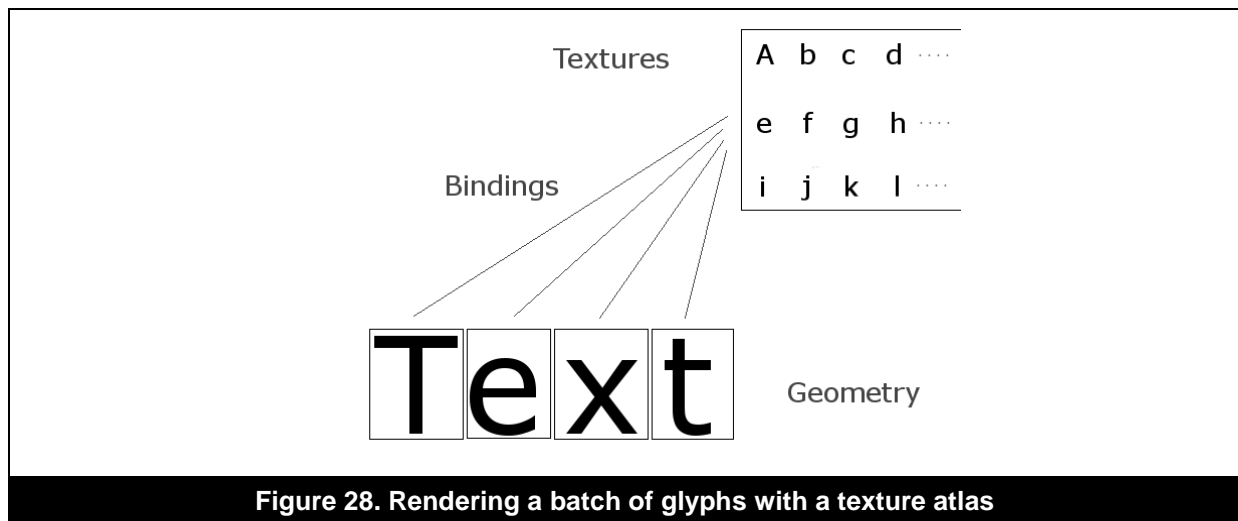 Textures
A b c d ····
e f g h ····
i j k l ····
Bindings
Text
Geometry
Figure 28. Rendering a batch of glyphs with a texture atlas